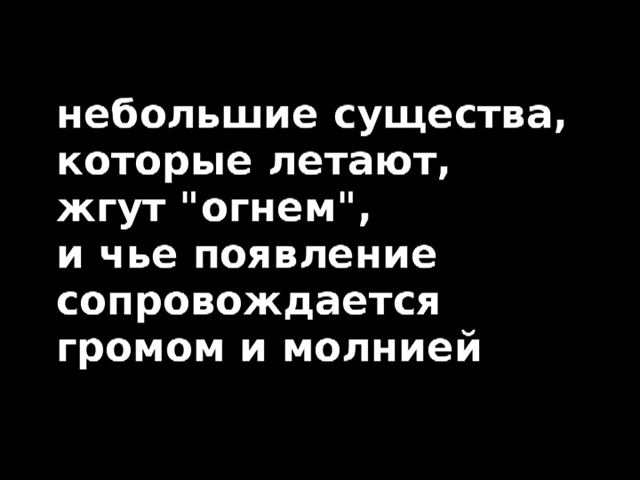 небольшие существа,
которые летают,
жгут "огнем",
и чье появление
сопровождается
громом и молнией